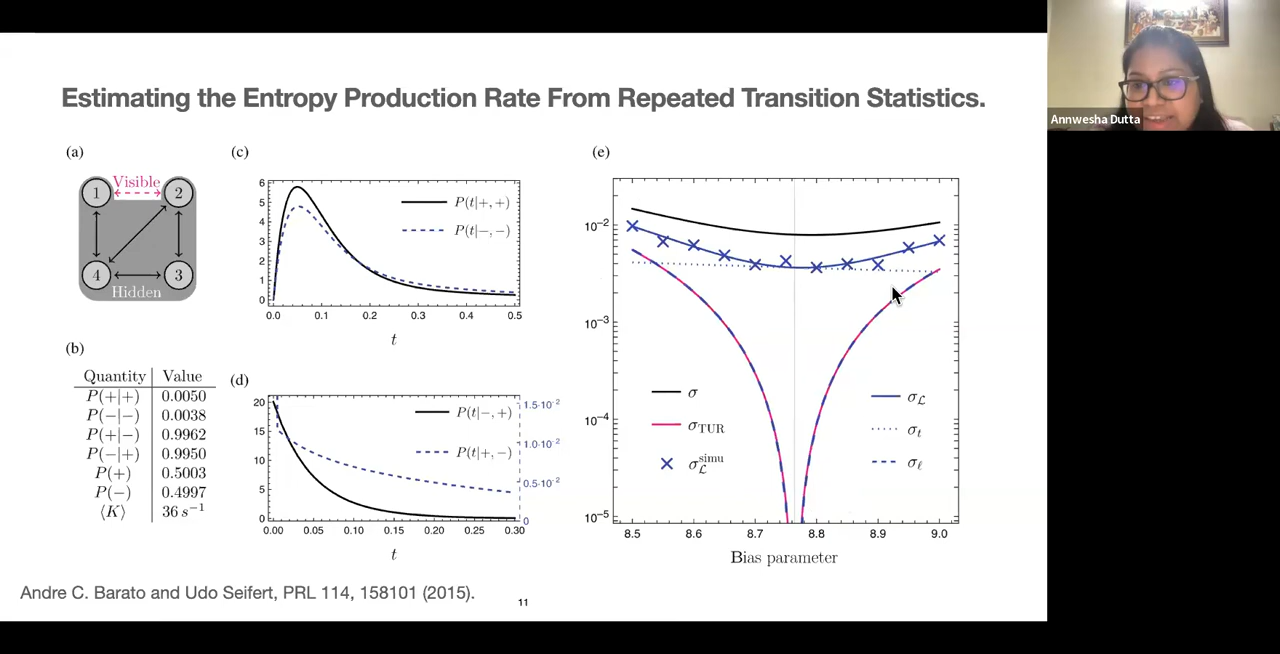 Estimating the Entropy Production Rate From Repeated Transition Statistics.
Annwesha Dutta
(a)
1
Visible
2
4
3
Hidden
(b)
Quantity Value
P(+|+) 0.0050
P(−|−) 0.0038
P(+|−) 0.9962
P(−|+) 0.9950
P(+) 0.5003
P(−) 0.4997
⟨K⟩ 36 s⁻¹
(c)
6
5
4
3
2
1
0
P(t|+,+)
P(t|−,−)
0.0 0.1 0.2 0.3 0.4 0.5
t
(d)
20
15
10
5
0
P(t|−,+)
P(t|+,−)
1.5·10⁻²
1.0·10⁻²
0.5·10⁻²
0
0.00 0.05 0.10 0.15 0.20 0.25 0.30
t
(e)
10⁻²
10⁻³
10⁻⁴
10⁻⁵
σ
σ_TUR
σ_ℒ^simu
σ_ℒ
σ_t
σ_ℓ
8.5 8.6 8.7 8.8 8.9 9.0
Bias parameter
Andre C. Barato and Udo Seifert, PRL 114, 158101 (2015).
11